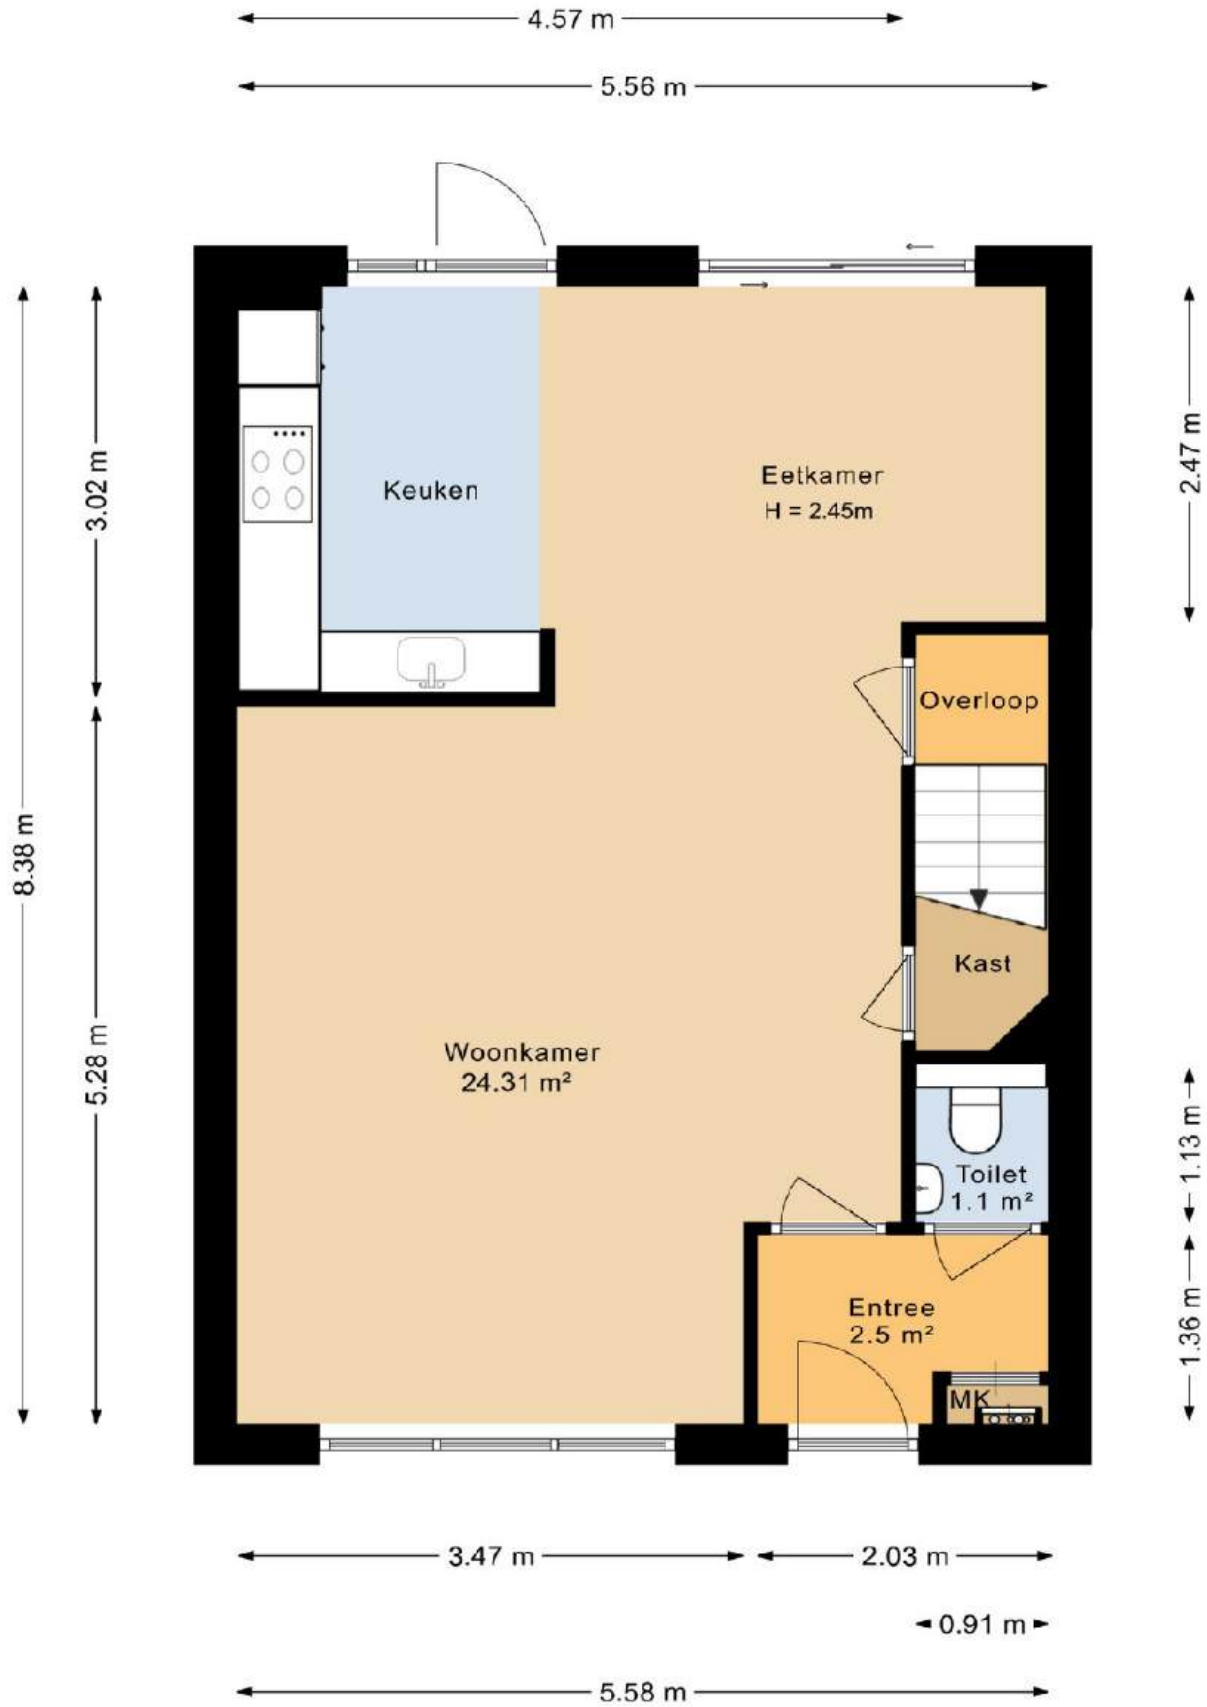 4.57 m
5.56 m
Keuken
Eetkamer
H = 2.45m
3.02 m
2.47 m
Overloop
8.38 m
Kast
5.28 m
Woonkamer
24.31 m²
1.13 m
Toilet
1.1 m²
Entree
2.5 m²
1.36 m
MK
3.47 m
2.03 m
0.91 m
5.58 m